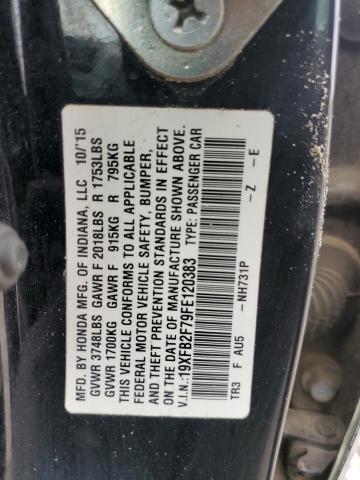 MFD. BY HONDA MFG. OF INDIANA, LLC 10/'15
GVWR 3748LBS GAWR F 2018LBS R 1753LBS
GVWR 1700KG GAWR F 915KG R 795KG
THIS VEHICLE CONFORMS TO ALL APPLICABLE
FEDERAL MOTOR VEHICLE SAFETY, BUMPER,
AND THEFT PREVENTION STANDARDS IN EFFECT
ON THE DATE OF MANUFACTURE SHOWN ABOVE.
V.I.N.:19XFB2F79FE120383 TYPE: PASSENGER CAR
TR3 F AU5 -NH731P -Z -E